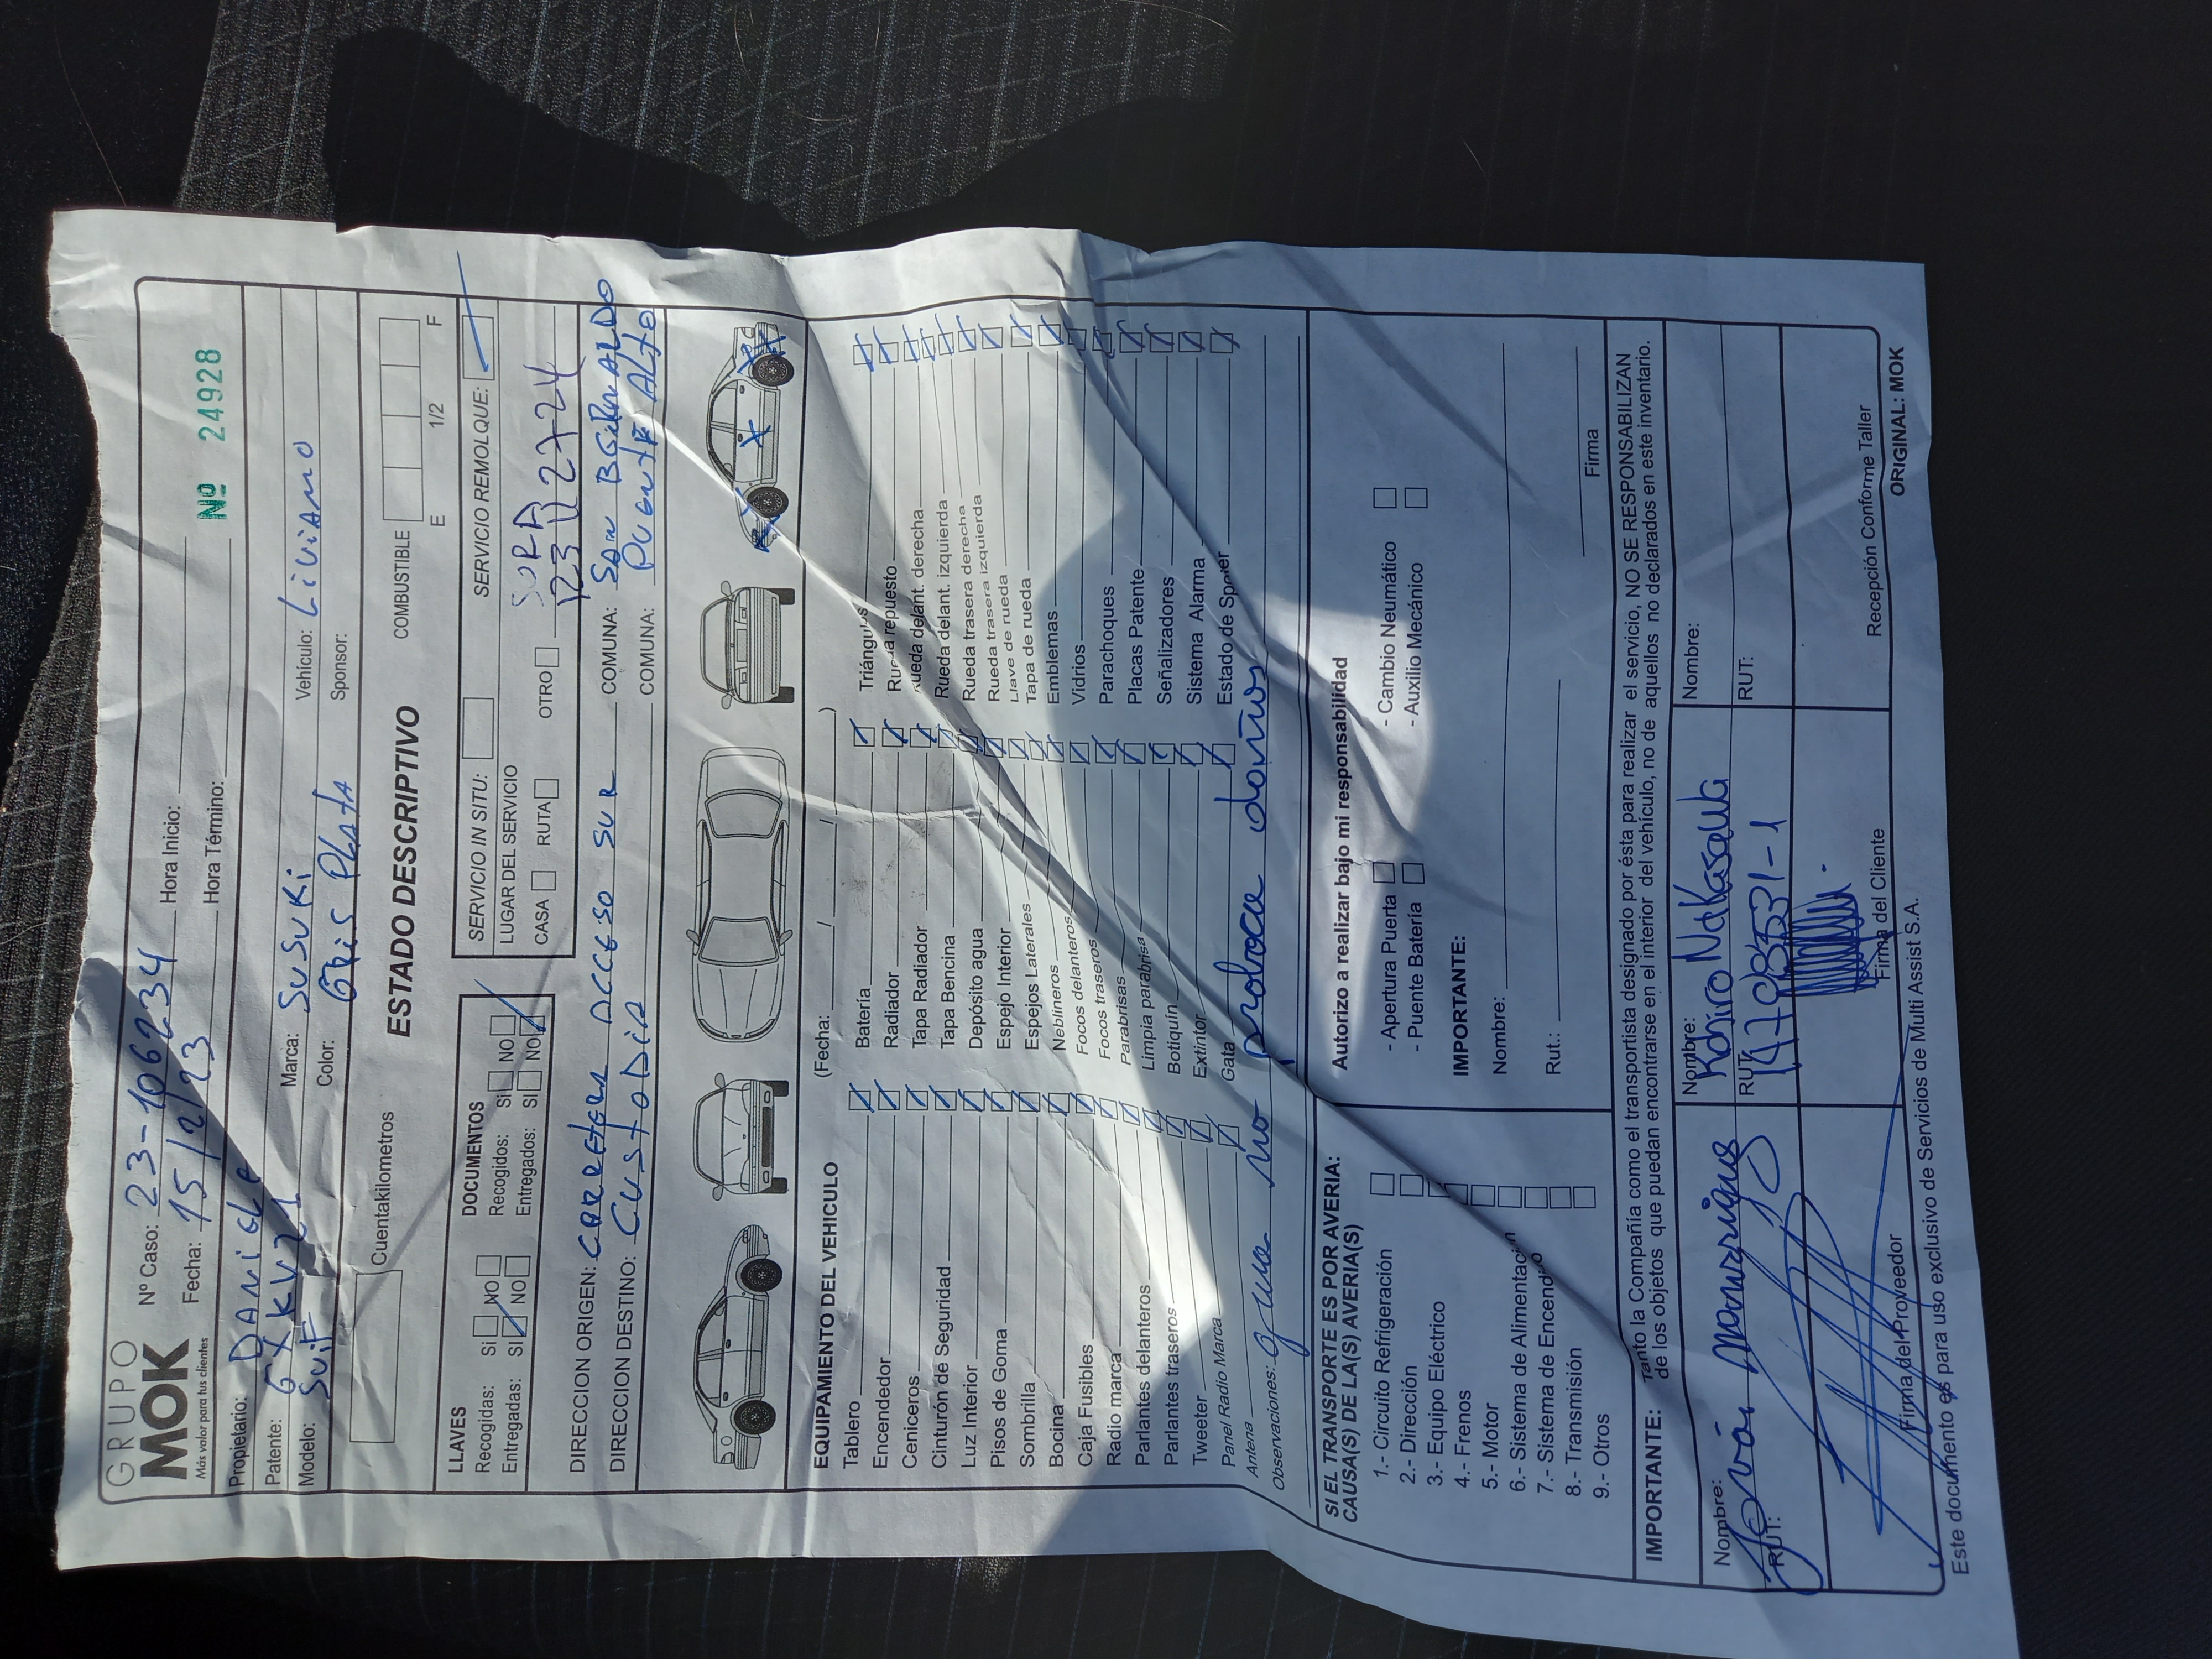 GRUPO
MOK
Más valor para tus clientes
Nº Caso: 23-106234 Hora Inicio:
Fecha: 15/2/23 Hora Término: Nº 24928
Propietario: DANiela
Patente: GXKV21 Marca: SUSUKi Vehículo: LiViANO
Modelo: Color: GRis PLAtA Sponsor:
Cuentakilometros ESTADO DESCRIPTIVO COMBUSTIBLE E 1/2 F
LLAVES DOCUMENTOS SERVICIO IN SITU: SERVICIO REMOLQUE:
Recogidas: Si NO Recogidos: Si NO LUGAR DEL SERVICIO
Entregadas: SI NO Entregados: SI NO CASA RUTA OTRO
DIRECCION ORIGEN: CARRETERA ACCESO SUR COMUNA: SAN BERNALDO
DIRECCION DESTINO: CUSTODIA COMUNA: PUENTE ALTO
EQUIPAMIENTO DEL VEHICULO (Fecha: / / )
Tablero Batería Triángulos
Encendedor Radiador Rueda repuesto
Ceniceros Tapa Radiador Rueda delant. derecha
Cinturón de Seguridad Tapa Bencina Rueda delant. izquierda
Luz Interior Depósito agua Rueda trasera derecha
Pisos de Goma Espejo Interior Rueda trasera izquierda
Sombrilla Espejos Laterales Llave de rueda
Bocina Neblineros Tapa de rueda
Caja Fusibles Focos delanteros Emblemas
Radio marca Focos traseros Vidrios
Parlantes delanteros Parabrisas Parachoques
Parlantes traseros Limpia parabrisa Placas Patente
Tweeter Botiquín Señalizadores
Panel Radio Marca Extintor Sistema Alarma
Antena Gata Estado de Spoiler
Observaciones: grua no proboca daños
SI EL TRANSPORTE ES POR AVERIA:
CAUSA(S) DE LA(S) AVERIA(S)
1.- Circuito Refrigeración
2.- Dirección
3.- Equipo Eléctrico
4.- Frenos
5.- Motor
6.- Sistema de Alimentación
7.- Sistema de Encendido
8.- Transmisión
9.- Otros
Autorizo a realizar bajo mi responsabilidad
- Apertura Puerta - Cambio Neumático
- Puente Batería - Auxilio Mecánico
IMPORTANTE:
Nombre:
Rut.: Firma
IMPORTANTE: Tanto la Compañía como el transportista designado por ésta para realizar el servicio, NO SE RESPONSABILIZAN
de los objetos que puedan encontrarse en el interior del vehículo, no de aquellos no declarados en este inventario.
Nombre: Nombre: Nombre:
RUT: RUT: RUT:
Firma del Proveedor Firma del Cliente Recepción Conforme Taller
Este documento es para uso exclusivo de Servicios de Multi Assist S.A. ORIGINAL: MOK